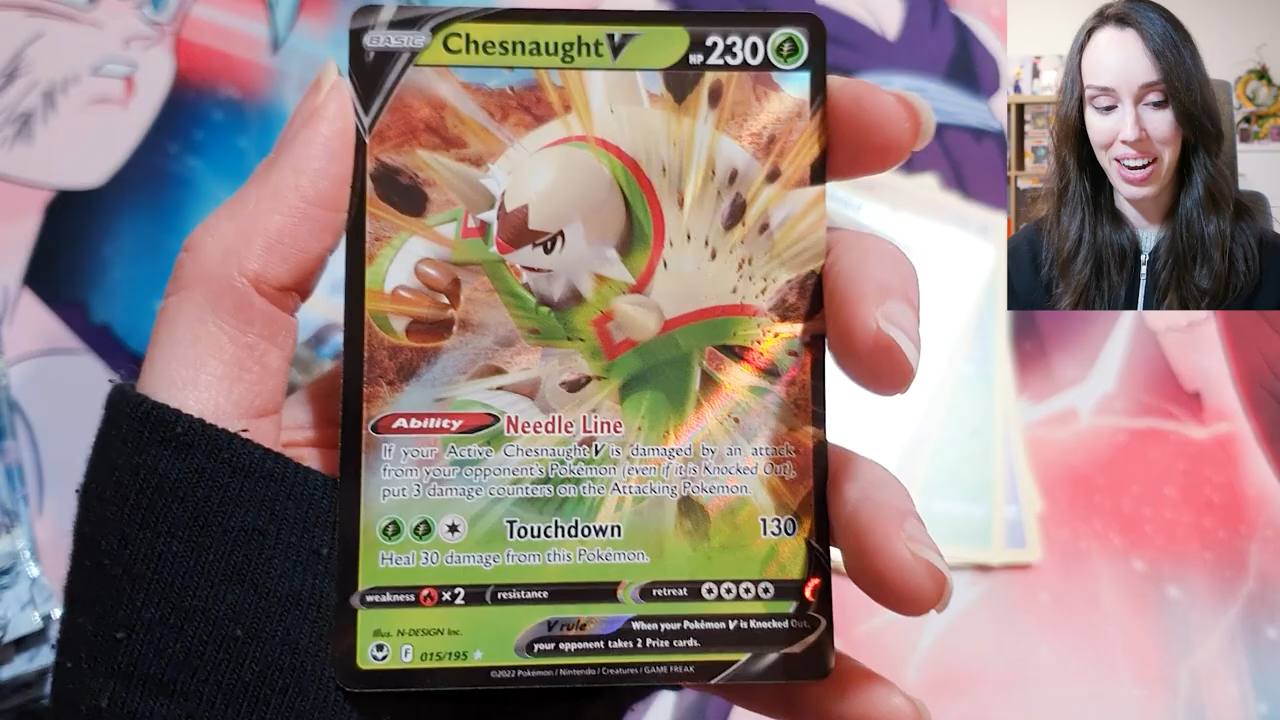 BASIC Chesnaught V HP 230
Ability Needle Line
If your Active Chesnaught V is damaged by an attack
from your opponent's Pokémon (even if it is Knocked Out),
put 3 damage counters on the Attacking Pokémon.
Touchdown 130
Heal 30 damage from this Pokémon.
weakness ×2 resistance retreat
V rule When your Pokémon V is Knocked Out,
your opponent takes 2 Prize cards.
Illus. N-DESIGN Inc.
F 015/195
©2022 Pokémon / Nintendo / Creatures / GAME FREAK